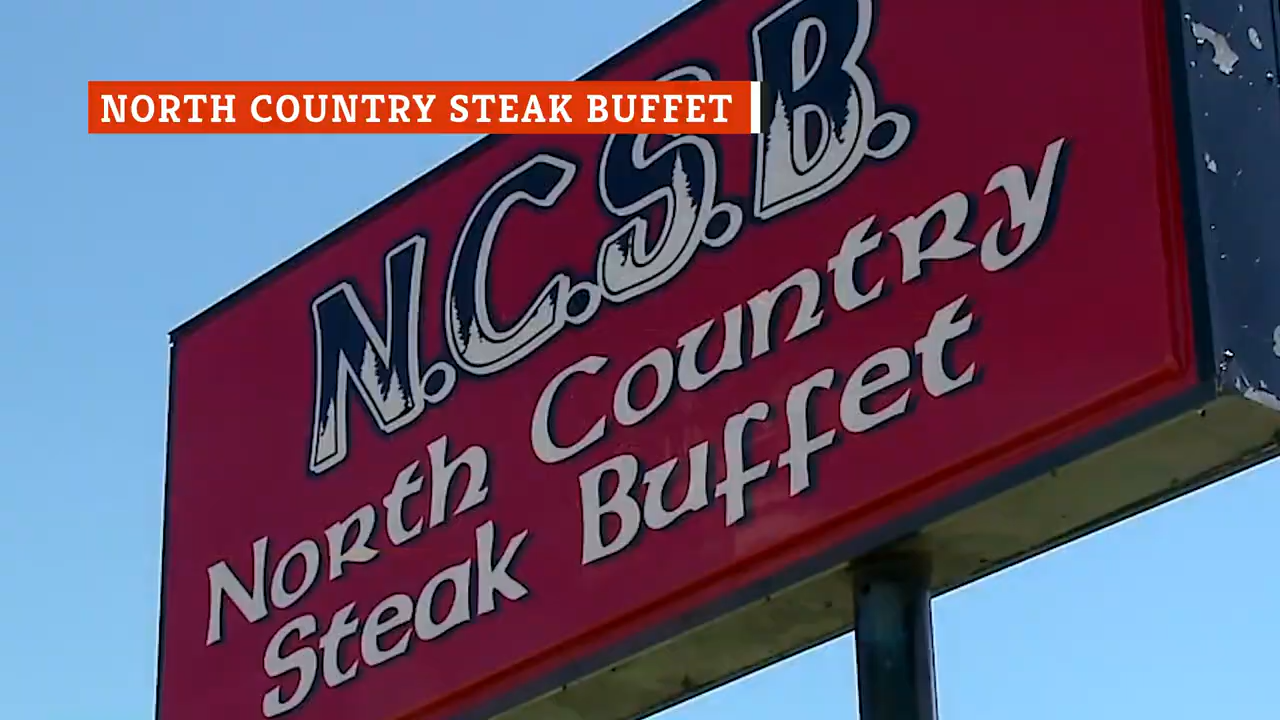 NORTH COUNTRY STEAK BUFFET
N.C.S.B.
North Country
Steak Buffet